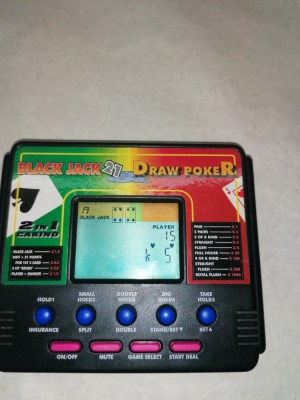 BLACK JACK 21 DRAW POKER
A
BLACK JACK
PLAYER
15
K 5
2 IN 1
CASINO
BLACK JACK
PAIR
2 PAIRS
3 OF A KIND
STRAIGHT
FLUSH
FULL HOUSE
4 OF A KIND
STRAIGHT
FLUSH
ROYAL FLUSH
HOLD1
SMALL
HOLD2
DOUBLE
HOLD3
BIG
HOLD4
TAKE
HOLD5
INSURANCE
SPLIT
DOUBLE
STAND/BET▼
BET▲
ON/OFF
MUTE
GAME SELECT
START DEAL